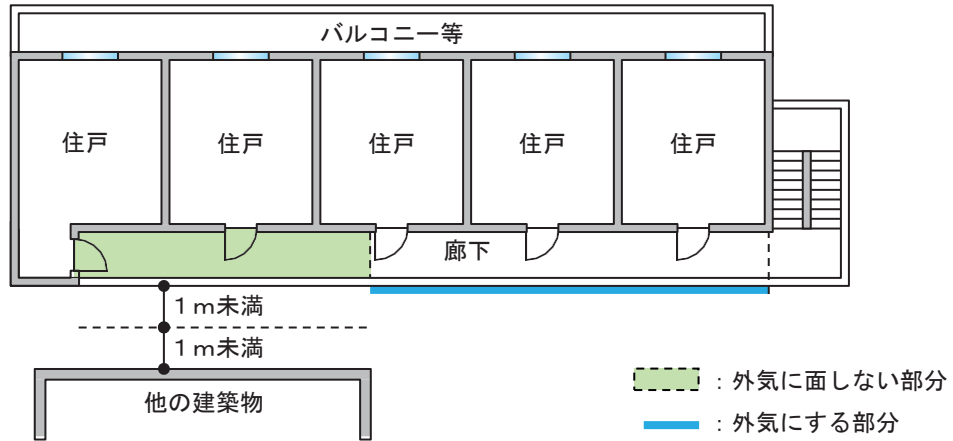 バルコニー等
住戸
住戸
住戸
住戸
住戸
廊下
1m未満
1m未満
他の建築物
：外気に面しない部分
：外気にする部分